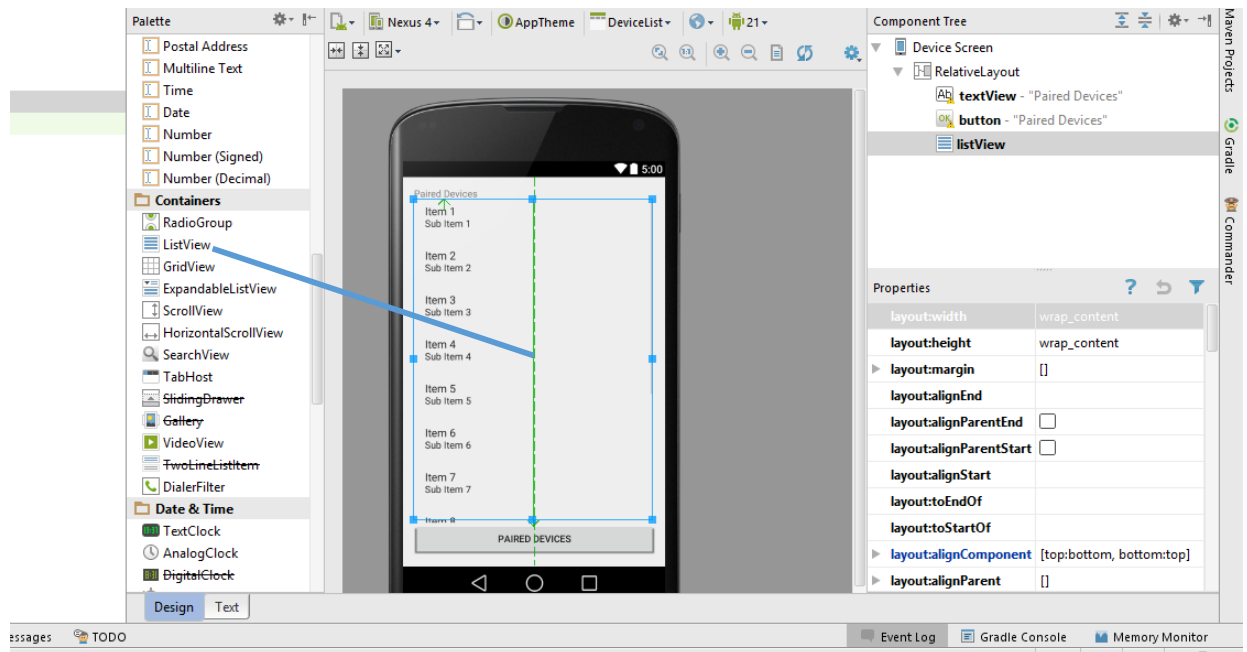 Palette
Postal Address
Multiline Text
Time
Date
Number
Number (Signed)
Number (Decimal)
Containers
RadioGroup
ListView
GridView
ExpandableListView
ScrollView
HorizontalScrollView
SearchView
TabHost
SlidingDrawer
Gallery
VideoView
TwoLineListItem
DialerFilter
Date & Time
TextClock
AnalogClock
DigitalClock
Design Text
Nexus 4 AppTheme DeviceList 21
5:00
Paired Devices
Item 1
Sub Item 1
Item 2
Sub Item 2
Item 3
Sub Item 3
Item 4
Sub Item 4
Item 5
Sub Item 5
Item 6
Sub Item 6
Item 7
Sub Item 7
Item 8
PAIRED DEVICES
Component Tree
Device Screen
RelativeLayout
textView - "Paired Devices"
button - "Paired Devices"
listView
Properties
layout:width wrap_content
layout:height wrap_content
layout:margin []
layout:alignEnd
layout:alignParentEnd
layout:alignParentStart
layout:alignStart
layout:toEndOf
layout:toStartOf
layout:alignComponent [top:bottom, bottom:top]
layout:alignParent []
Maven Projects
Gradle
Commander
essages TODO
Event Log Gradle Console Memory Monitor